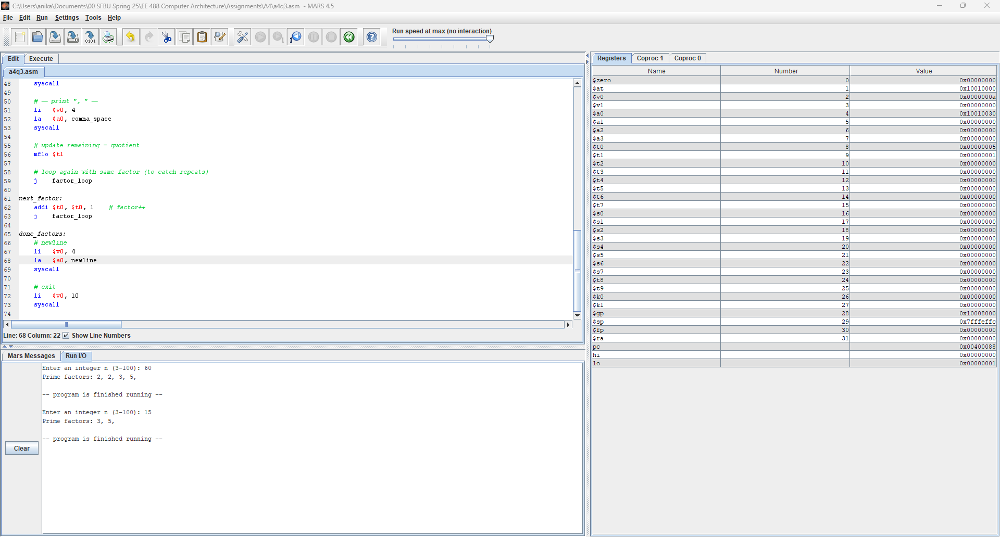 C:\Users\anika\Documents\00 SFBU Spring 25\EE 488 Computer Architecture\Assignments\A4\a4q3.asm - MARS 4.5
File Edit Run Settings Tools Help
Run speed at max (no interaction)
Edit Execute
a4q3.asm
48 syscall
49
50 # — print ", " —
51 li $v0, 4
52 la $a0, comma_space
53 syscall
54
55 # update remaining = quotient
56 mflo $t1
57
58 # loop again with same factor (to catch repeats)
59 j factor_loop
60
61 next_factor:
62 addi $t0, $t0, 1 # factor++
63 j factor_loop
64
65 done_factors:
66 # newline
67 li $v0, 4
68 la $a0, newline
69 syscall
70
71 # exit
72 li $v0, 10
73 syscall
74
Line: 68 Column: 22 Show Line Numbers
Mars Messages Run I/O
Enter an integer n (3-100): 60
Prime factors: 2, 2, 3, 5,
-- program is finished running --
Enter an integer n (3-100): 15
Prime factors: 3, 5,
-- program is finished running --
Clear
Registers Coproc 1 Coproc 0
Name Number Value
$zero 0 0x00000000
$at 1 0x10010000
$v0 2 0x0000000a
$v1 3 0x00000000
$a0 4 0x10010030
$a1 5 0x00000000
$a2 6 0x00000000
$a3 7 0x00000000
$t0 8 0x00000005
$t1 9 0x00000001
$t2 10 0x00000000
$t3 11 0x00000000
$t4 12 0x00000000
$t5 13 0x00000000
$t6 14 0x00000000
$t7 15 0x00000000
$s0 16 0x00000000
$s1 17 0x00000000
$s2 18 0x00000000
$s3 19 0x00000000
$s4 20 0x00000000
$s5 21 0x00000000
$s6 22 0x00000000
$s7 23 0x00000000
$t8 24 0x00000000
$t9 25 0x00000000
$k0 26 0x00000000
$k1 27 0x00000000
$gp 28 0x10008000
$sp 29 0x7fffeffc
$fp 30 0x00000000
$ra 31 0x00000000
pc 0x00400088
hi 0x00000000
lo 0x00000001